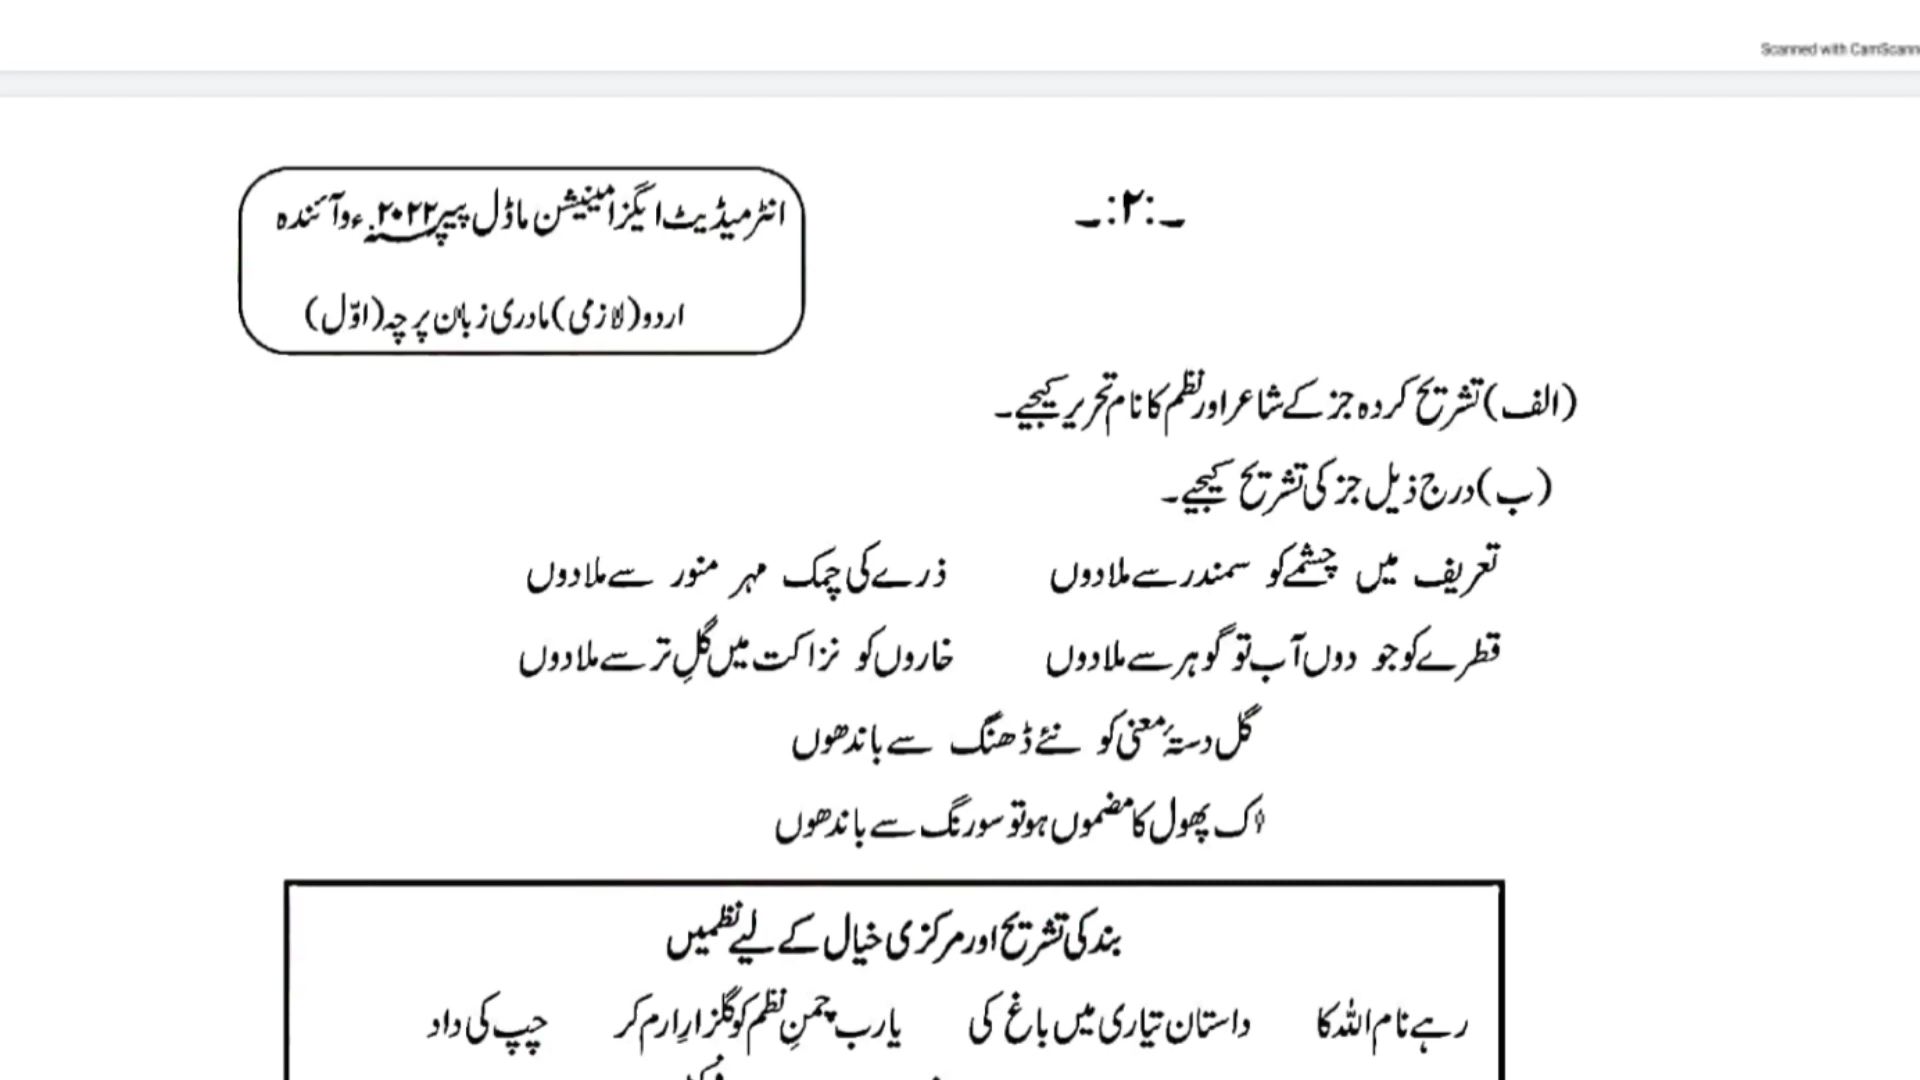 Scanned with CamScann
-:۲:-
انٹرمیڈیٹ ایگزامینیشن ماڈل پیپر ۲۰۲۲ء و آئندہ
اردو (لازمی) مادری زبان پرچہ (اوّل)
(الف) تشریح کردہ جز کے شاعر اور نظم کا نام تحریر کیجیے۔
(ب) درج ذیل جز کی تشریح کیجیے۔
تعریف میں چشمے کو سمندر سے ملا دوں ذرے کی چمک مہر منور سے ملا دوں
قطرے کو جو دوں آب تو گوہر سے ملا دوں خاروں کو نزاکت میں گلِ تر سے ملا دوں
گل دستۂ معنی کو نئے ڈھنگ سے باندھوں
اک پھول کا مضموں ہو تو سو رنگ سے باندھوں
بند کی تشریح اور مرکزی خیال کے لیے نظمیں
رہے نام اللہ کا داستان تیاری میں باغ کی یارب چمنِ نظم کو گلزارِ ارم کر چپ کی داد